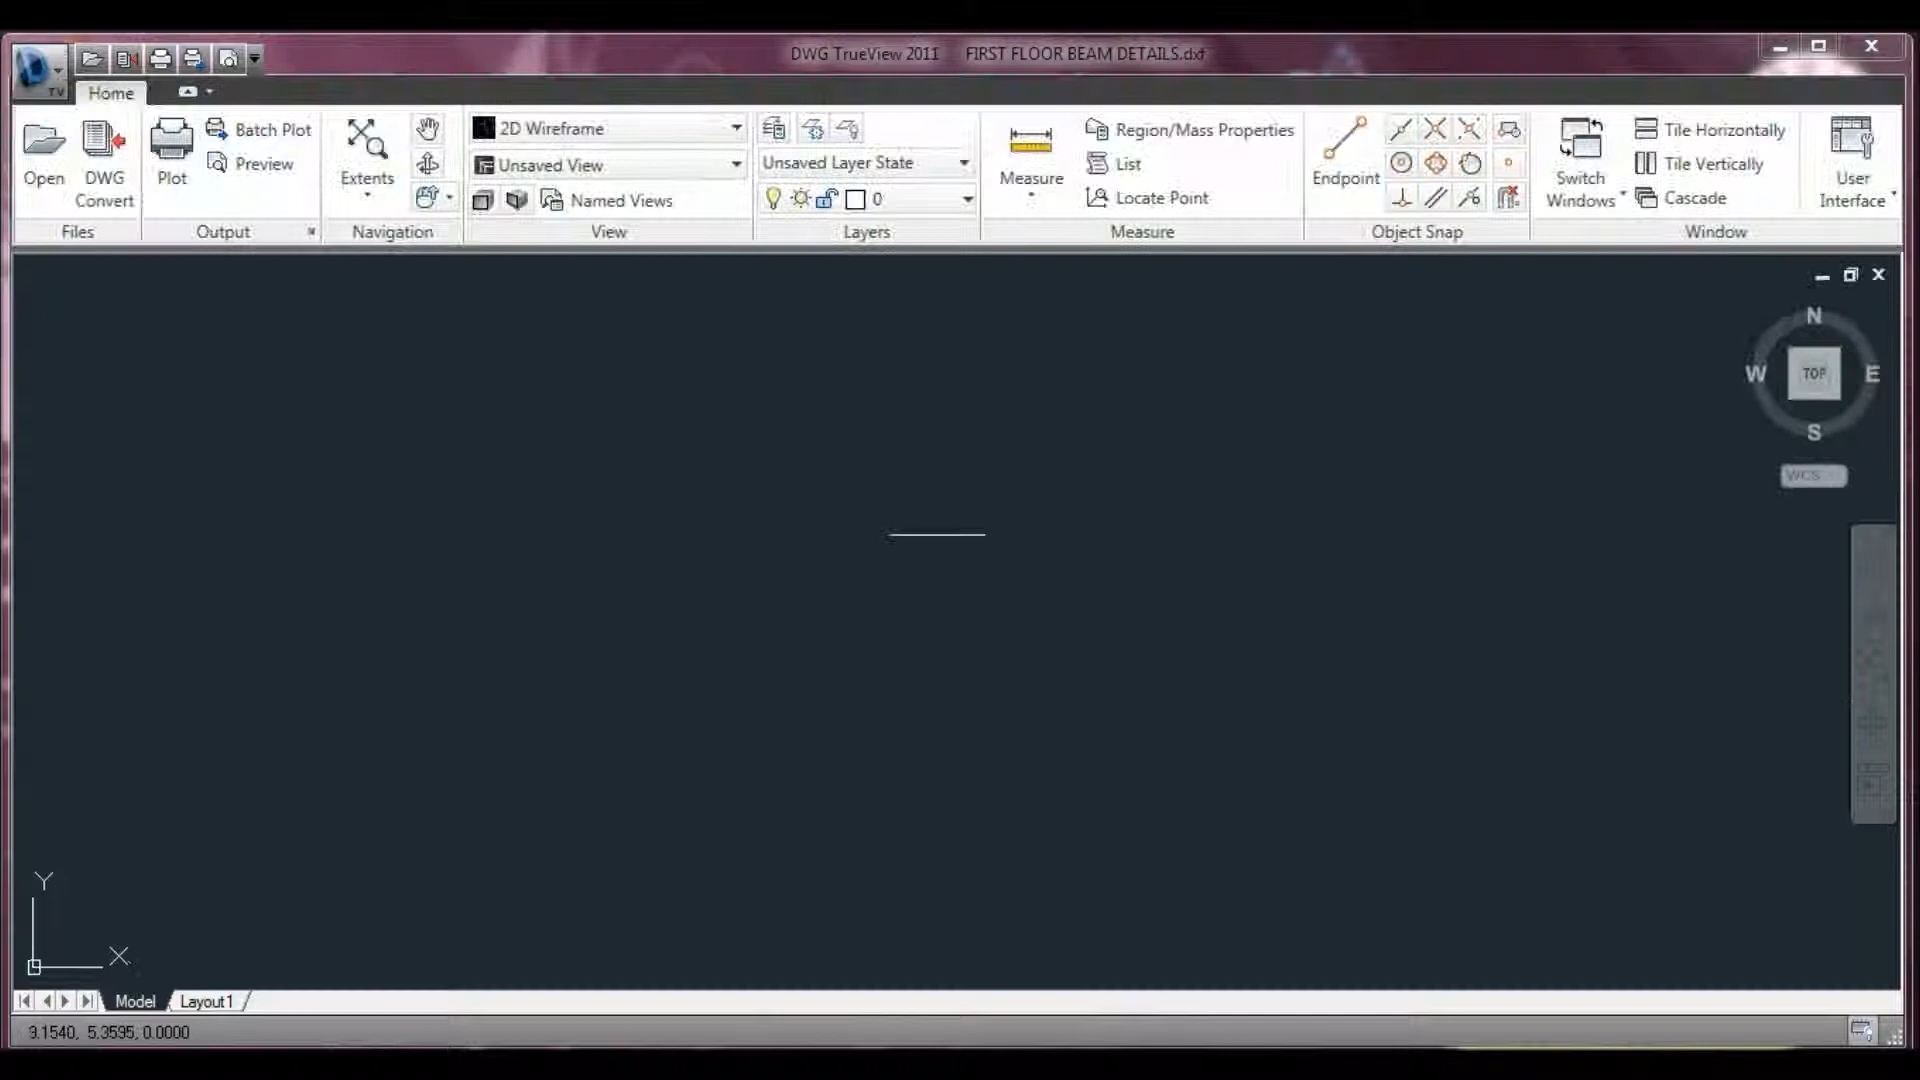 DWG TrueView 2011 FIRST FLOOR BEAM DETAILS.dxf
TV
Home
Open
DWG Convert
Plot
Batch Plot
Preview
Extents
2D Wireframe
Unsaved View
Named Views
Unsaved Layer State
0
Measure
Region/Mass Properties
List
Locate Point
Endpoint
Switch Windows
Tile Horizontally
Tile Vertically
Cascade
User Interface
Files
Output
Navigation
View
Layers
Measure
Object Snap
Window
N
W
TOP
E
S
WCS
Y
X
Model
Layout1
9.1540, 5.3595, 0.0000